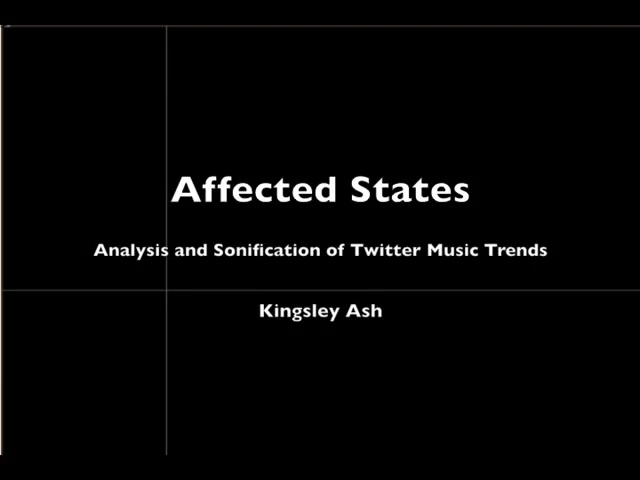 Affected States
Analysis and Sonification of Twitter Music Trends
Kingsley Ash